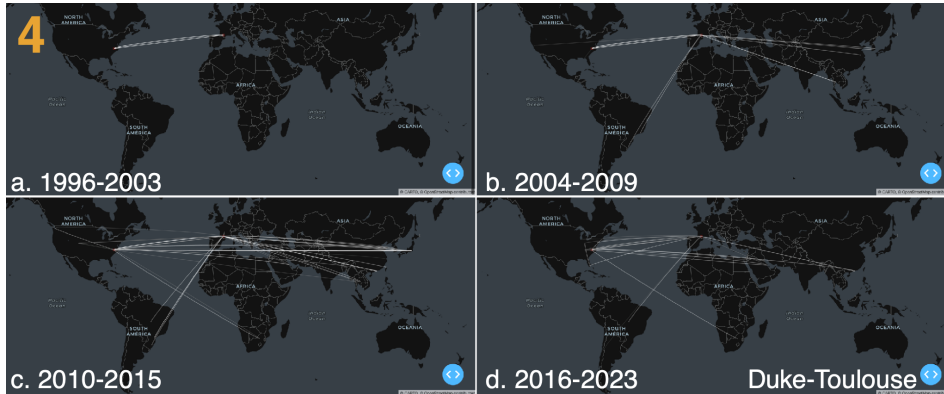 4
NORTH
AMERICA
ASIA
AFRICA
SOUTH
AMERICA
OCEANIA
a. 1996-2003
NORTH
AMERICA
ASIA
AFRICA
SOUTH
AMERICA
OCEANIA
b. 2004-2009
NORTH
AMERICA
ASIA
AFRICA
SOUTH
AMERICA
OCEANIA
c. 2010-2015
NORTH
AMERICA
ASIA
AFRICA
SOUTH
AMERICA
OCEANIA
d. 2016-2023
Duke-Toulouse